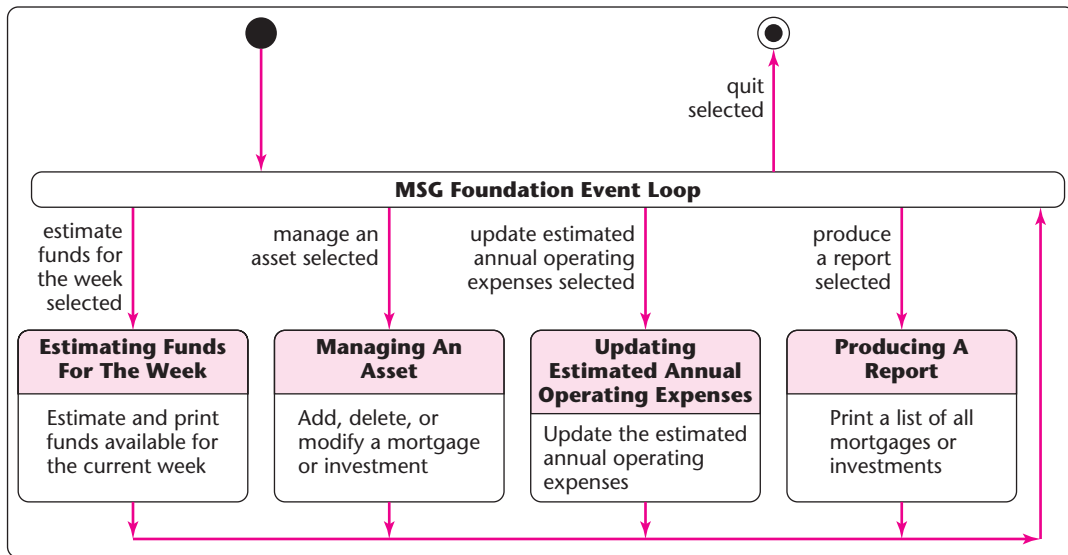 quit
selected
MSG Foundation Event Loop
estimate
funds for
the week
selected
manage an
asset selected
update estimated
annual operating
expenses selected
produce
a report
selected
Estimating Funds
For The Week
Estimate and print
funds available for
the current week
Managing An
Asset
Add, delete, or
modify a mortgage
or investment
Updating
Estimated Annual
Operating Expenses
Update the estimated
annual operating
expenses
Producing A
Report
Print a list of all
mortgages or
investments